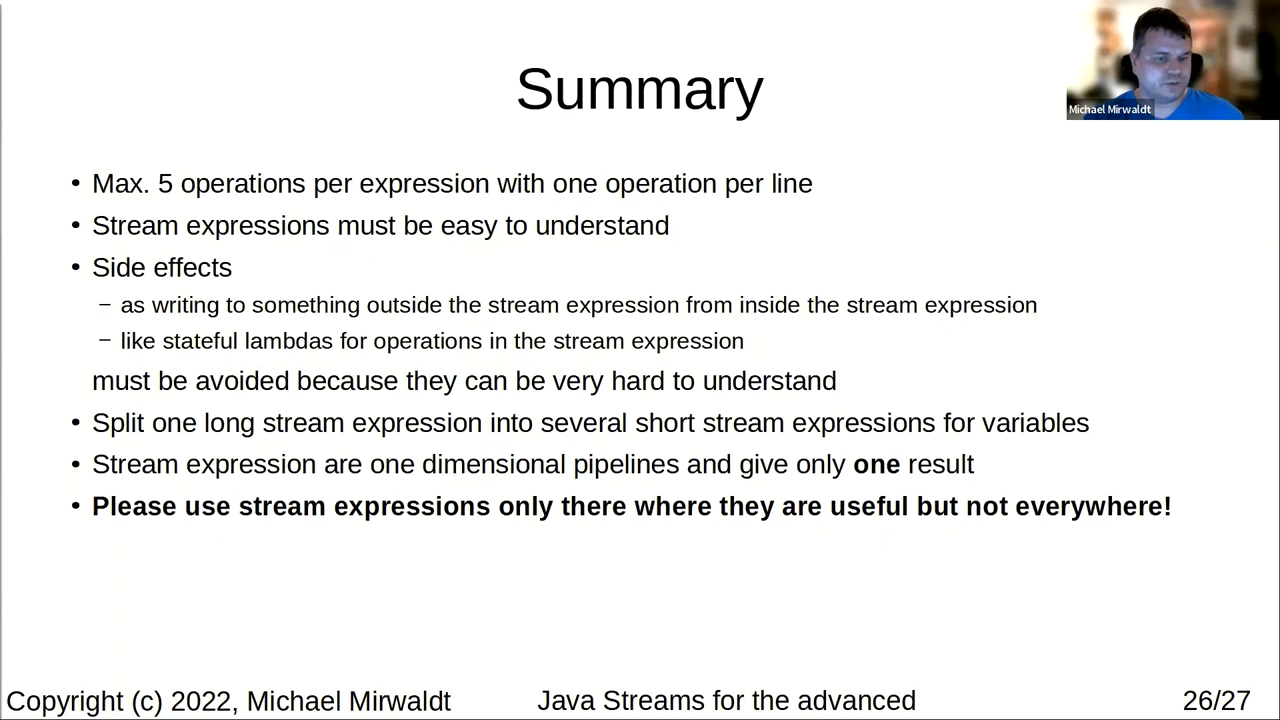 Summary
Michael Mirwaldt
• Max. 5 operations per expression with one operation per line
• Stream expressions must be easy to understand
• Side effects
– as writing to something outside the stream expression from inside the stream expression
– like stateful lambdas for operations in the stream expression
must be avoided because they can be very hard to understand
• Split one long stream expression into several short stream expressions for variables
• Stream expression are one dimensional pipelines and give only one result
• Please use stream expressions only there where they are useful but not everywhere!
Copyright (c) 2022, Michael Mirwaldt
Java Streams for the advanced
26/27